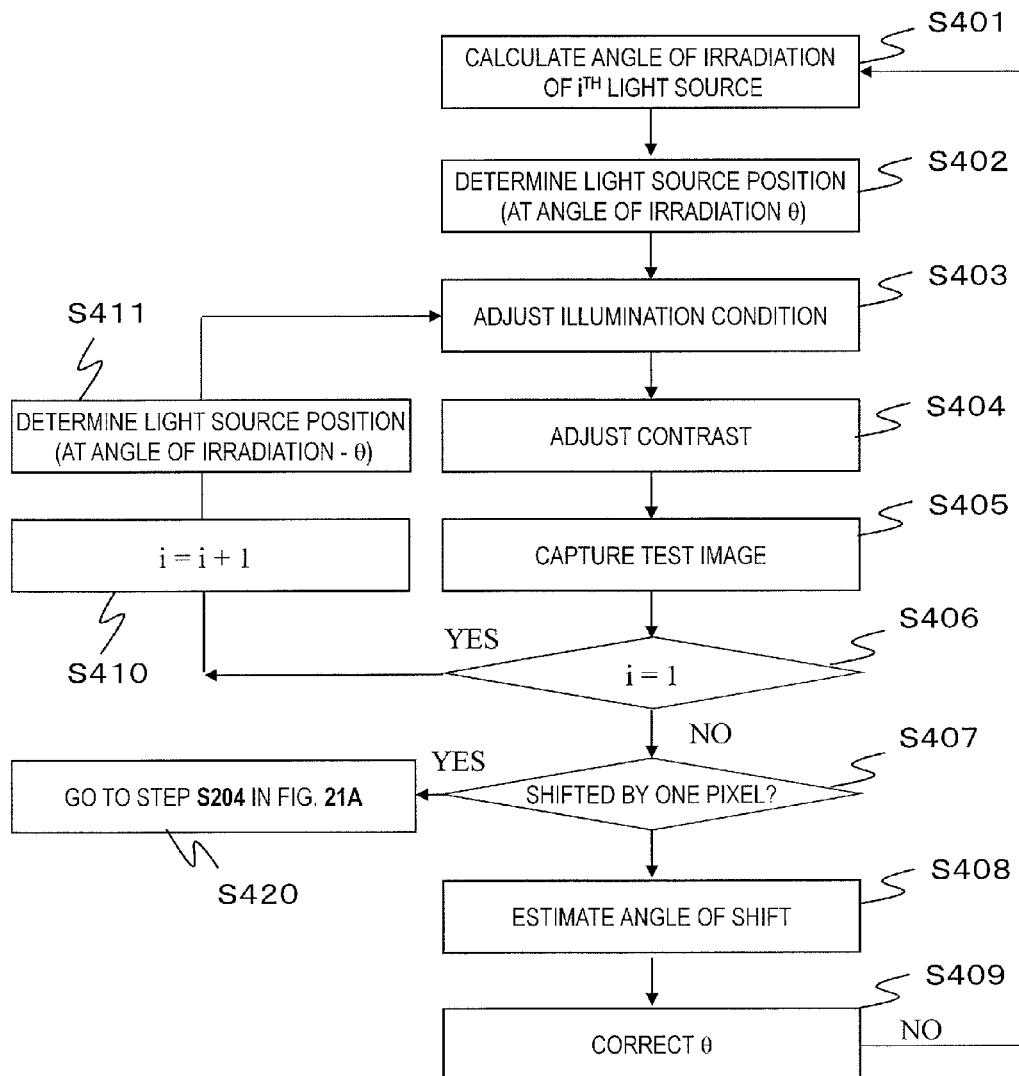 S401
CALCULATE ANGLE OF IRRADIATION
OF iTH LIGHT SOURCE
S402
DETERMINE LIGHT SOURCE POSITION
(AT ANGLE OF IRRADIATION θ)
S403
ADJUST ILLUMINATION CONDITION
S411
DETERMINE LIGHT SOURCE POSITION
(AT ANGLE OF IRRADIATION - θ)
S404
ADJUST CONTRAST
S405
CAPTURE TEST IMAGE
i = i + 1
S410
S406
YES
i = 1
NO
S407
YES
SHIFTED BY ONE PIXEL?
GO TO STEP S204 IN FIG. 21A
S420
S408
ESTIMATE ANGLE OF SHIFT
S409
CORRECT θ
NO